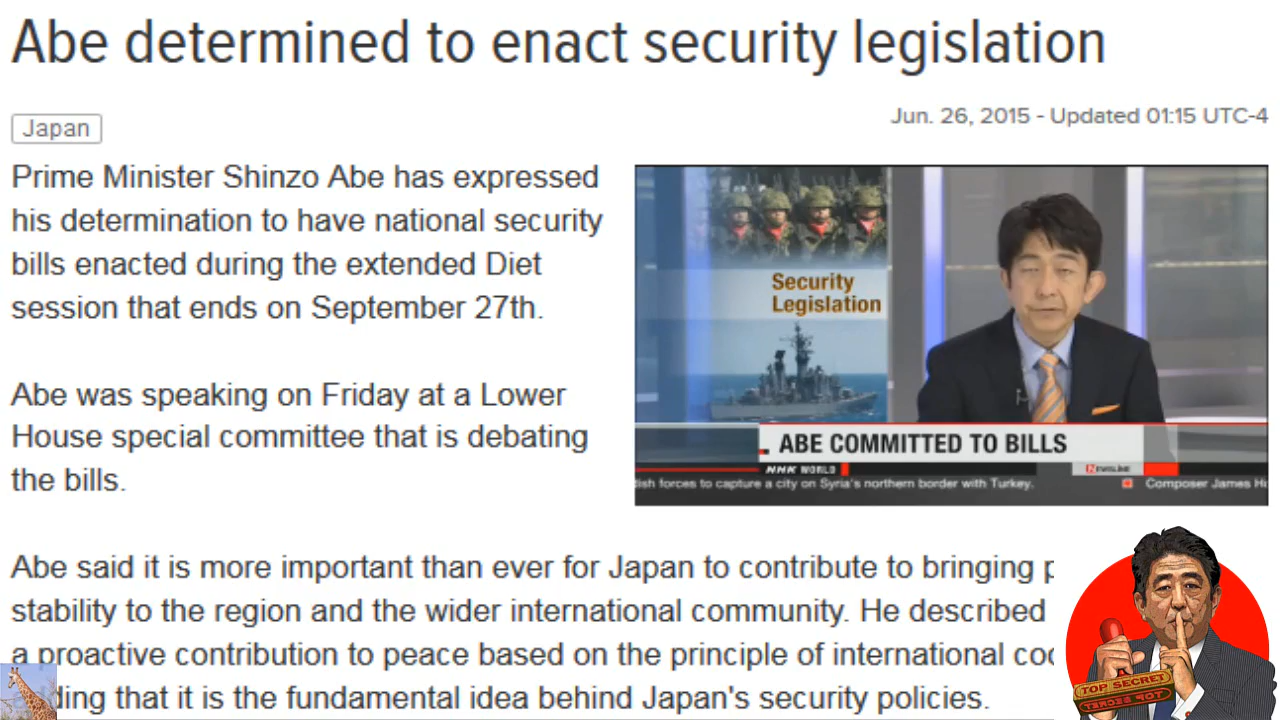 Abe determined to enact security legislation
Japan
Jun. 26, 2015 - Updated 01:15 UTC-4
Prime Minister Shinzo Abe has expressed
his determination to have national security
bills enacted during the extended Diet
session that ends on September 27th.
Abe was speaking on Friday at a Lower
House special committee that is debating
the bills.
Security
Legislation
ABE COMMITTED TO BILLS
NHK WORLD
NEWSLINE
forces to capture a city on Syria's northern border with Turkey.
Composer James
Abe said it is more important than ever for Japan to contribute to bringing
stability to the region and the wider international community. He described
a proactive contribution to peace based on the principle of international
that it is the fundamental idea behind Japan's security policies.
TOP SECRET
TOP SECRET